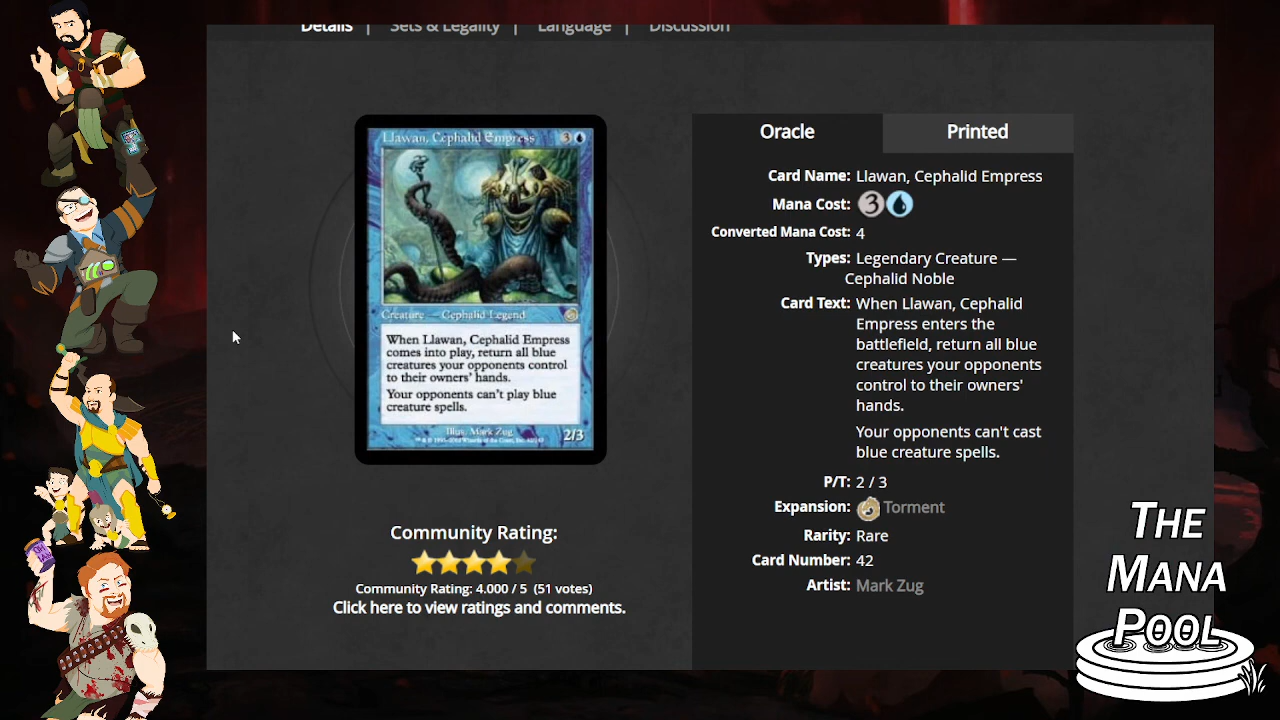 Details | Sets & Legality | Language | Discussion
Llawan, Cephalid Empress 3
Creature — Cephalid Legend
When Llawan, Cephalid Empress
comes into play, return all blue
creatures your opponents control
to their owners' hands.
Your opponents can't play blue
creature spells.
Illus. Mark Zug
2/3
Community Rating:
Community Rating: 4.000 / 5 (51 votes)
Click here to view ratings and comments.
Oracle Printed
Card Name: Llawan, Cephalid Empress
Mana Cost: 3
Converted Mana Cost: 4
Types: Legendary Creature —
Cephalid Noble
Card Text: When Llawan, Cephalid
Empress enters the
battlefield, return all blue
creatures your opponents
control to their owners'
hands.
Your opponents can't cast
blue creature spells.
P/T: 2 / 3
Expansion: Torment
Rarity: Rare
Card Number: 42
Artist: Mark Zug
THE
MANA
POOL